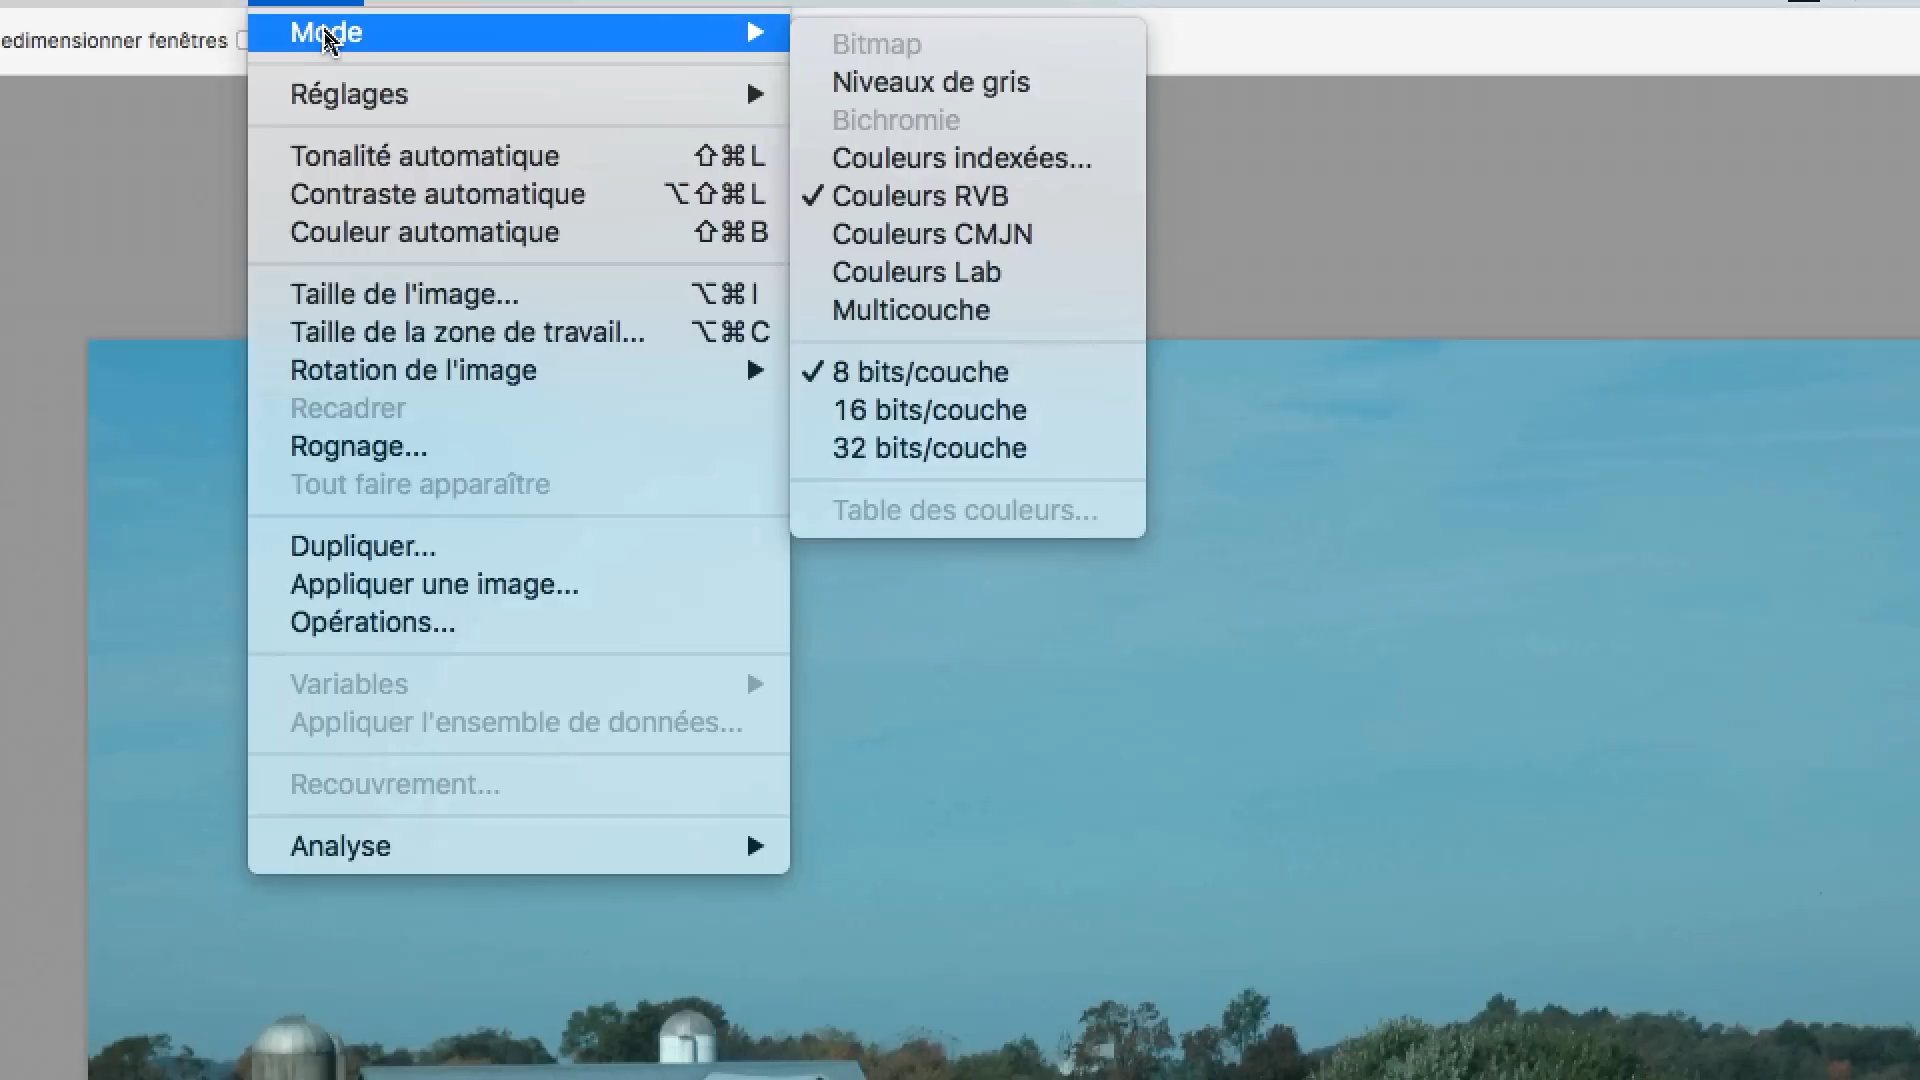 edimensionner fenêtres
Mode
Réglages
Tonalité automatique ⇧⌘L
Contraste automatique ⌥⇧⌘L
Couleur automatique ⇧⌘B
Taille de l'image... ⌥⌘I
Taille de la zone de travail... ⌥⌘C
Rotation de l'image
Recadrer
Rognage...
Tout faire apparaître
Dupliquer...
Appliquer une image...
Opérations...
Variables
Appliquer l'ensemble de données...
Recouvrement...
Analyse
Bitmap
Niveaux de gris
Bichromie
Couleurs indexées...
✓ Couleurs RVB
Couleurs CMJN
Couleurs Lab
Multicouche
✓ 8 bits/couche
16 bits/couche
32 bits/couche
Table des couleurs...